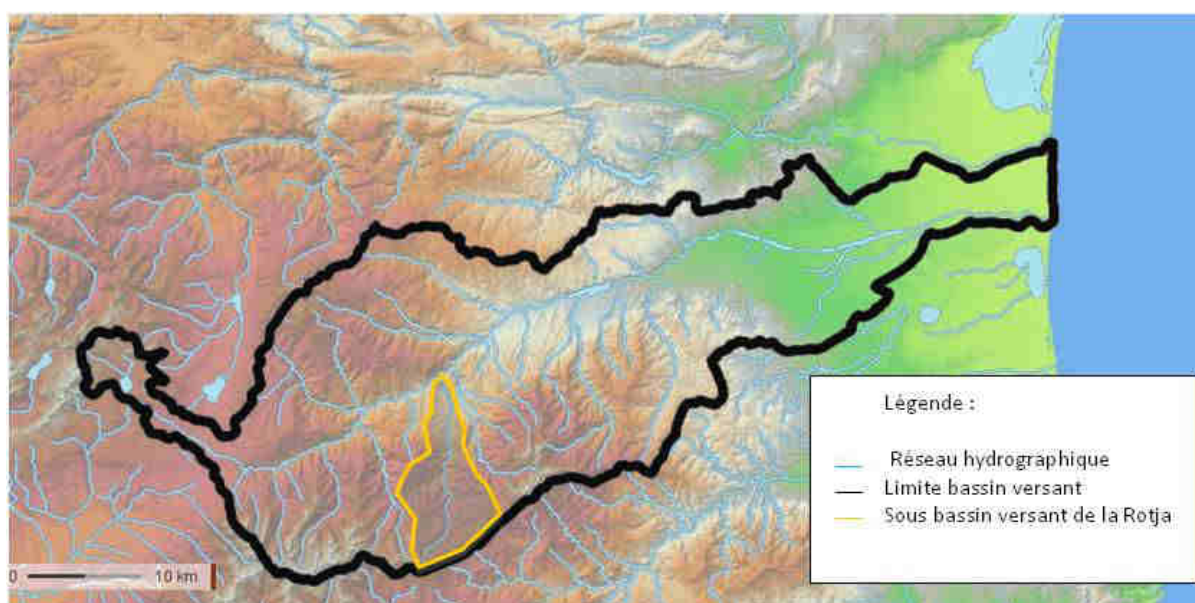 Légende :
Réseau hydrographique
Limite bassin versant
Sous bassin versant de la Rotja
0 10 km